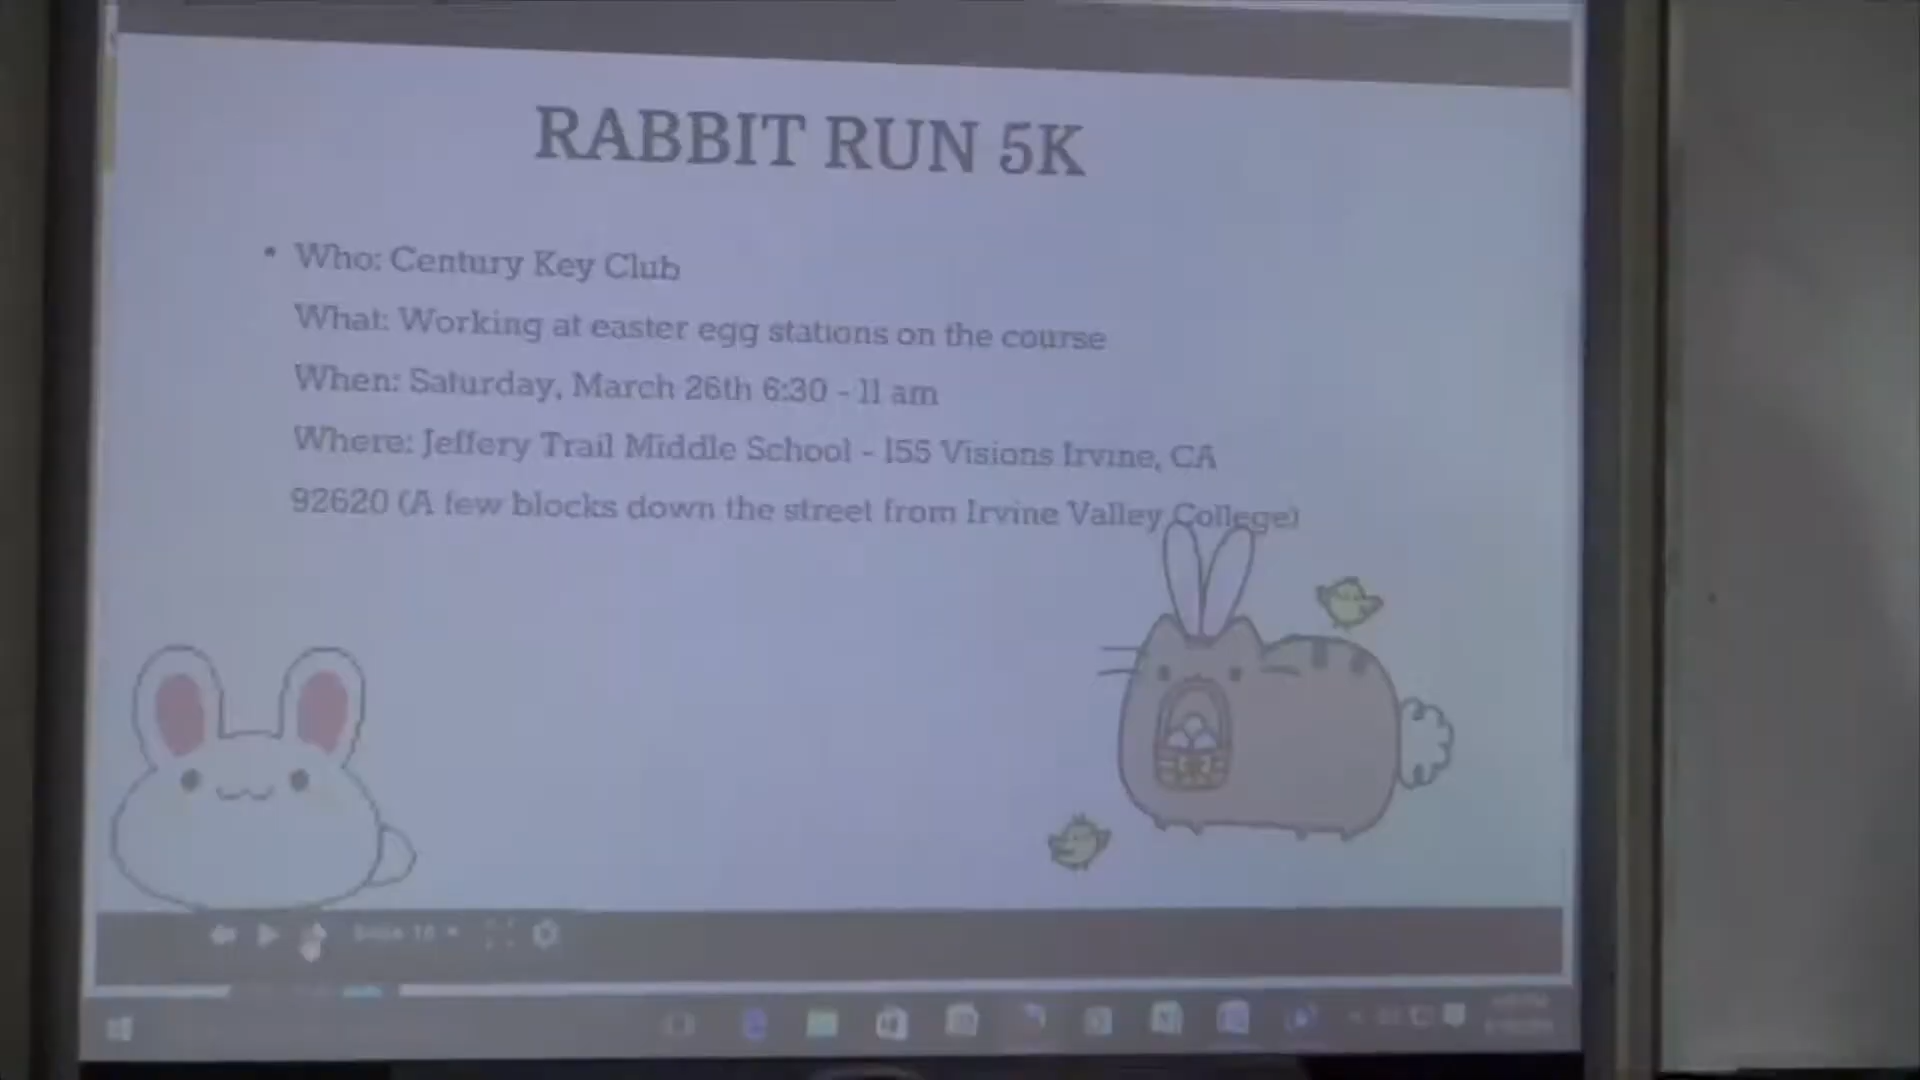 RABBIT RUN 5K
• Who: Century Key Club
What: Working at easter egg stations on the course
When: Saturday, March 26th 6:30 - 11 am
Where: Jeffery Trail Middle School - 155 Visions Irvine, CA
92620 (A few blocks down the street from Irvine Valley College)